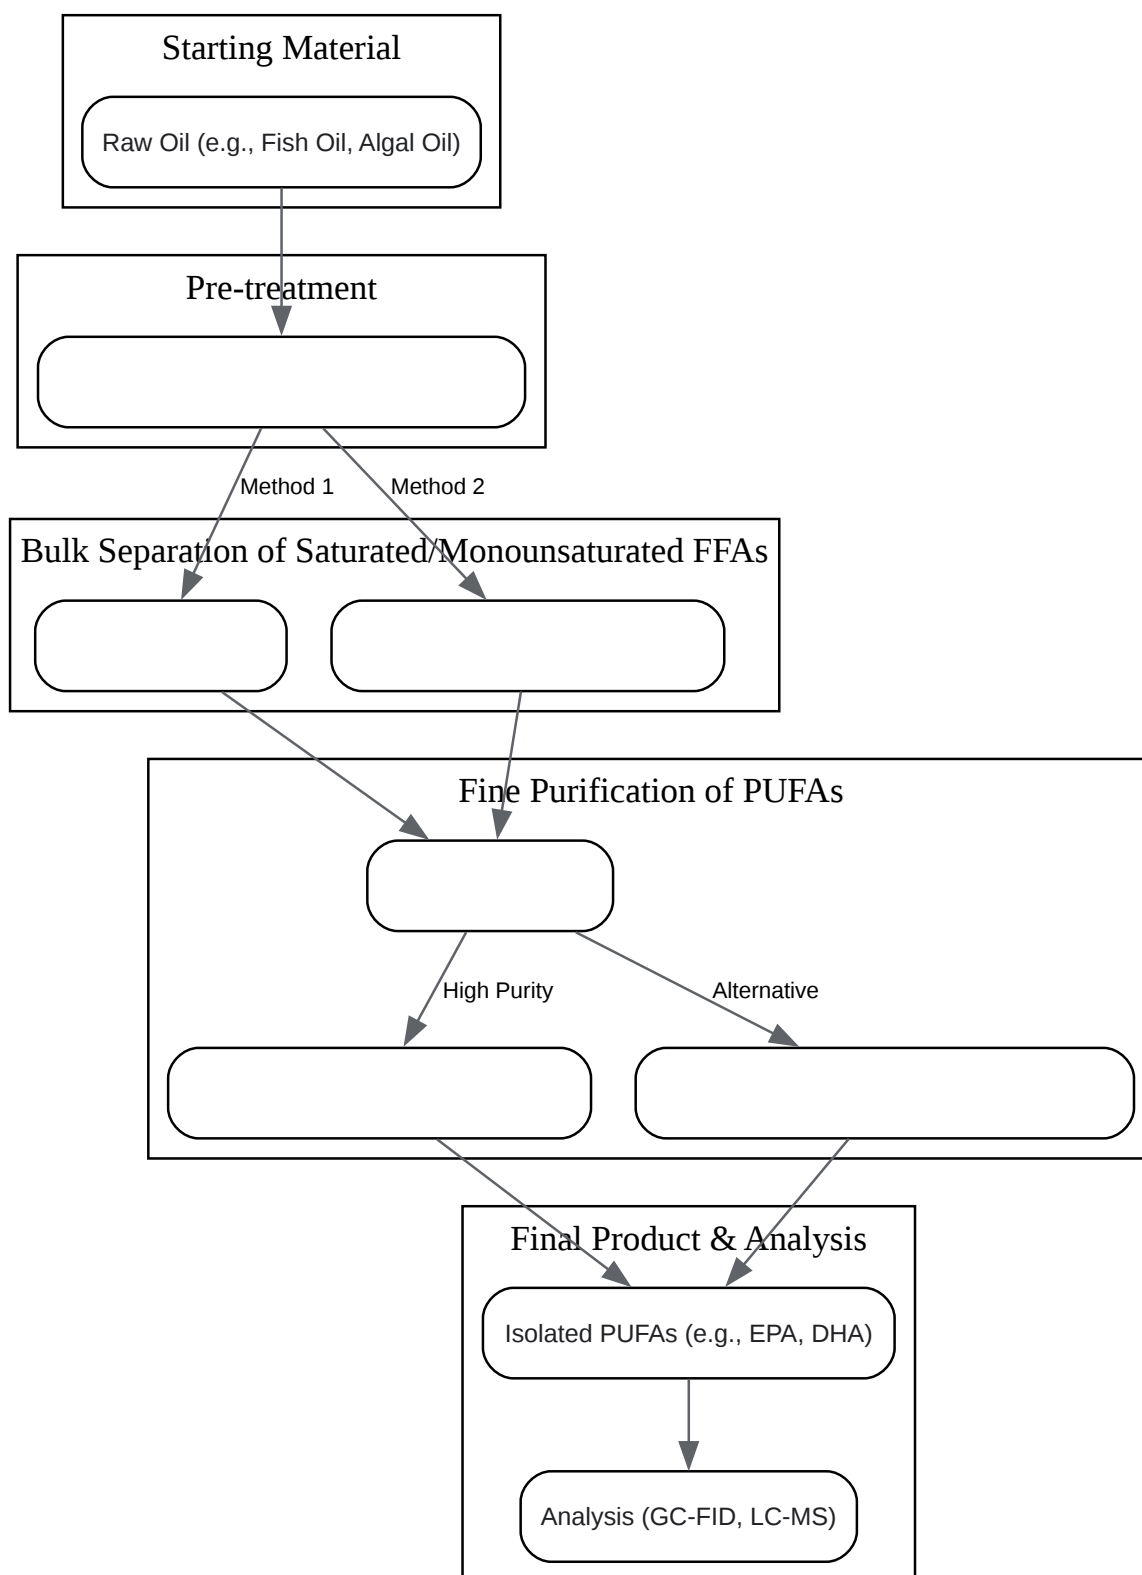 Starting Material
Raw Oil (e.g., Fish Oil, Algal Oil)
Pre-treatment
Method 1
Method 2
Bulk Separation of Saturated/Monounsaturated FFAs
Fine Purification of PUFAs
High Purity
Alternative
Final Product & Analysis
Isolated PUFAs (e.g., EPA, DHA)
Analysis (GC-FID, LC-MS)